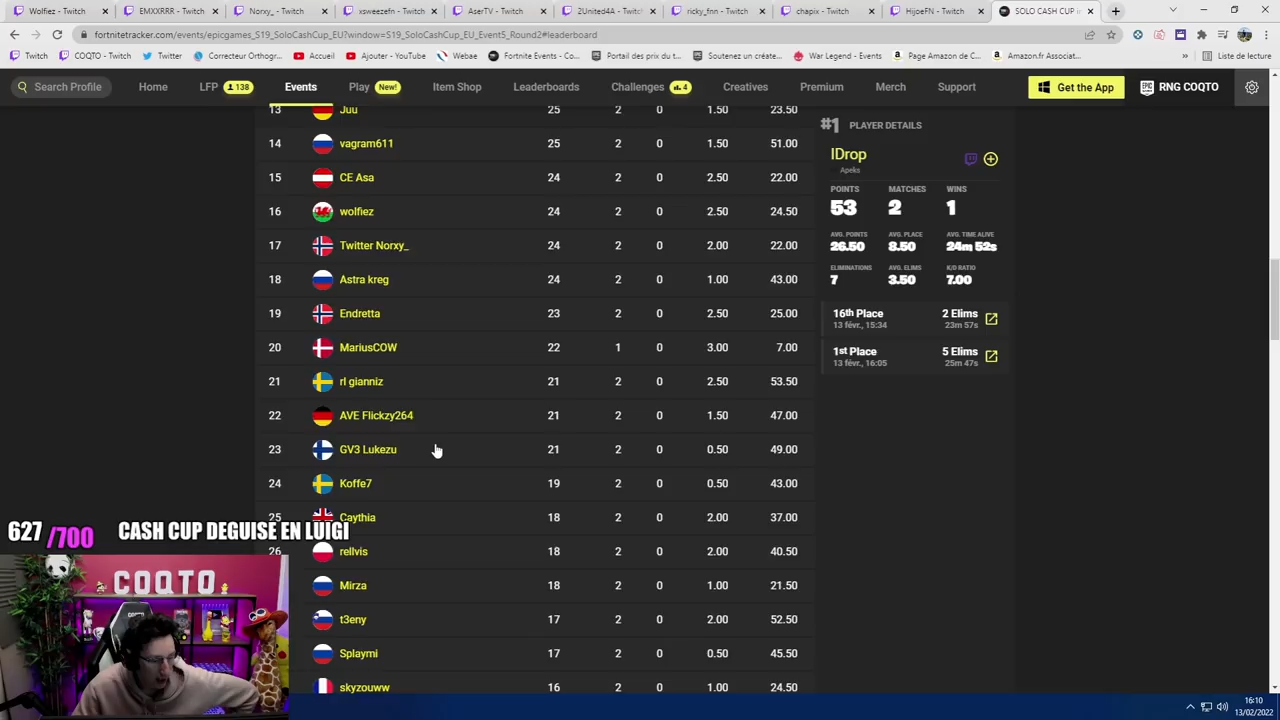 Wolfiez - Twitch EMXXRRR - Twitch Norxy_ - Twitch xsweezefn - Twitch AserTV - Twitch 2United4A - Twitch ricky_fnn - Twitch chapix - Twitch HijoeFN - Twitch SOLO CASH CUP
fortnitetracker.com/events/epicgames_S19_SoloCashCup_EU?window=S19_SoloCashCup_EU_Event5_Round2#leaderboard
Twitch COQTO - Twitch Twitter Correcteur Orthogr... Accueil Ajouter - YouTube Webae Portail des projets du t... Soutenez un créate... War Legend - Events Page Amazon de C... Amazon.fr Associat... Liste de lecture
Search Profile Home LFP 138 Events Play New! Item Shop Leaderboards Challenges 4 Creatives Premium Merch Support Get the App RNG COQTO
13 Juu 25 2 0 1.50 23.50
14 vagram611 25 2 0 1.50 51.00
15 CE Asa 24 2 0 2.50 22.00
16 wolfiez 24 2 0 2.50 24.50
17 Twitter Norxy_ 24 2 0 2.00 22.00
18 Astra kreg 24 2 0 1.00 43.00
19 Endretta 23 2 0 2.50 25.00
20 MariusCOW 22 1 0 3.00 7.00
21 rl gianniz 21 2 0 2.50 53.50
22 AVE Flickzy264 21 2 0 1.50 47.00
23 GV3 Lukezu 21 2 0 0.50 49.00
24 Koffe7 19 2 0 0.50 43.00
25 Caythia 18 2 0 2.00 37.00
26 rellvis 18 2 0 2.00 40.50
Mirza 18 2 0 1.00 21.50
t3eny 17 2 0 2.00 52.50
Splaymi 17 2 0 0.50 45.50
skyzouww 16 2 0 1.00 24.50
#1 PLAYER DETAILS
IDrop
Apeks
POINTS MATCHES WINS
53 2 1
AVG. POINTS AVG. PLACE AVG. TIME ALIVE
26.50 8.50 24m 52s
ELIMINATIONS AVG. ELIMS K/D RATIO
7 3.50 7.00
16th Place 2 Elims
13 févr., 15:34 23m 57s
1st Place 5 Elims
13 févr., 16:05 25m 47s
627 /700 CASH CUP DEGUISE EN LUIGI
COQTO
16:10
13/02/2022